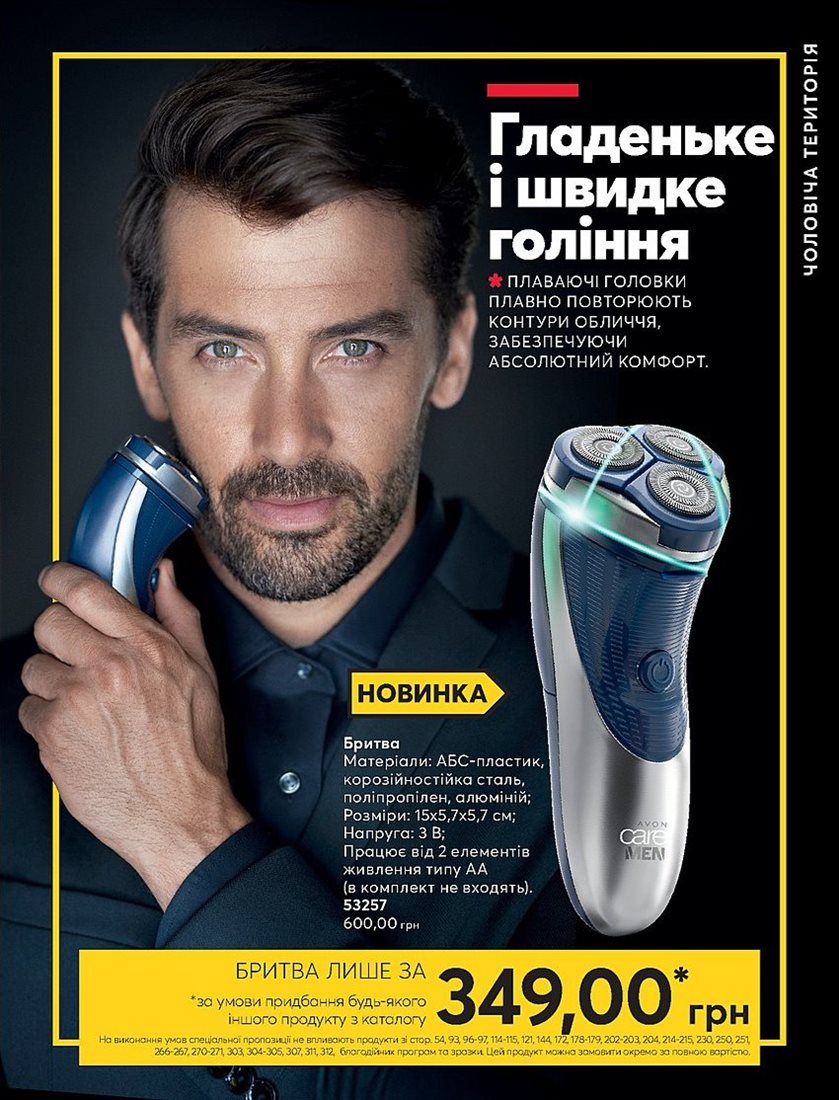 ЧОЛОВІЧА ТЕРИТОРІЯ
Гладеньке
і швидке
гоління
* ПЛАВАЮЧІ ГОЛОВКИ
ПЛАВНО ПОВТОРЮЮТЬ
КОНТУРИ ОБЛИЧЧЯ,
ЗАБЕЗПЕЧУЮЧИ
АБСОЛЮТНИЙ КОМФОРТ.
НОВИНКА
Бритва
Матеріали: АБС-пластик,
корозійностійка сталь,
поліпропілен, алюміній;
Розміри: 15х5,7х5,7 см;
Напруга: 3 В;
Працює від 2 елементів
живлення типу АА
(в комплект не входять).
53257
600,00 грн
AVON
care
MEN
БРИТВА ЛИШЕ ЗА
349,00* грн
*за умови придбання будь-якого
іншого продукту з каталогу
На виконання умов спеціальної пропозиції не впливають продукти зі стор. 54, 93, 96-97, 114-115, 121, 144, 172, 178-179, 202-203, 204, 214-215, 230, 250, 251,
266-267, 270-271, 303, 304-305, 307, 311, 312, благодійних програм та зразки. Цей продукт можна замовити окремо за повною вартістю.